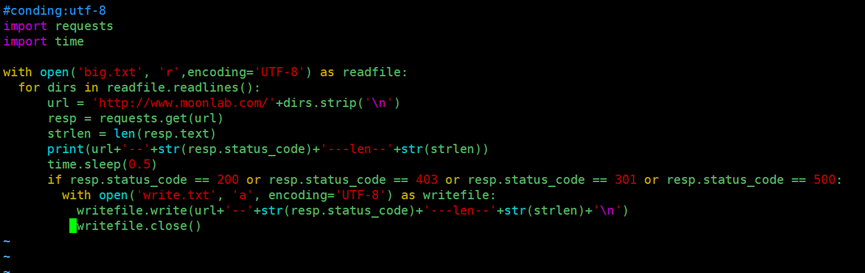 #conding:utf-8
import requests
import time

with open('big.txt', 'r',encoding='UTF-8') as readfile:
  for dirs in readfile.readlines():
      url = 'http://www.moonlab.com/'+dirs.strip('\n')
      resp = requests.get(url)
      strlen = len(resp.text)
      print(url+'--'+str(resp.status_code)+'---len--'+str(strlen))
      time.sleep(0.5)
      if resp.status_code == 200 or resp.status_code == 403 or resp.status_code == 301 or resp.status_code == 500:
        with open('write.txt', 'a', encoding='UTF-8') as writefile:
          writefile.write(url+'--'+str(resp.status_code)+'---len--'+str(strlen)+'\n')
          writefile.close()
~
~
~